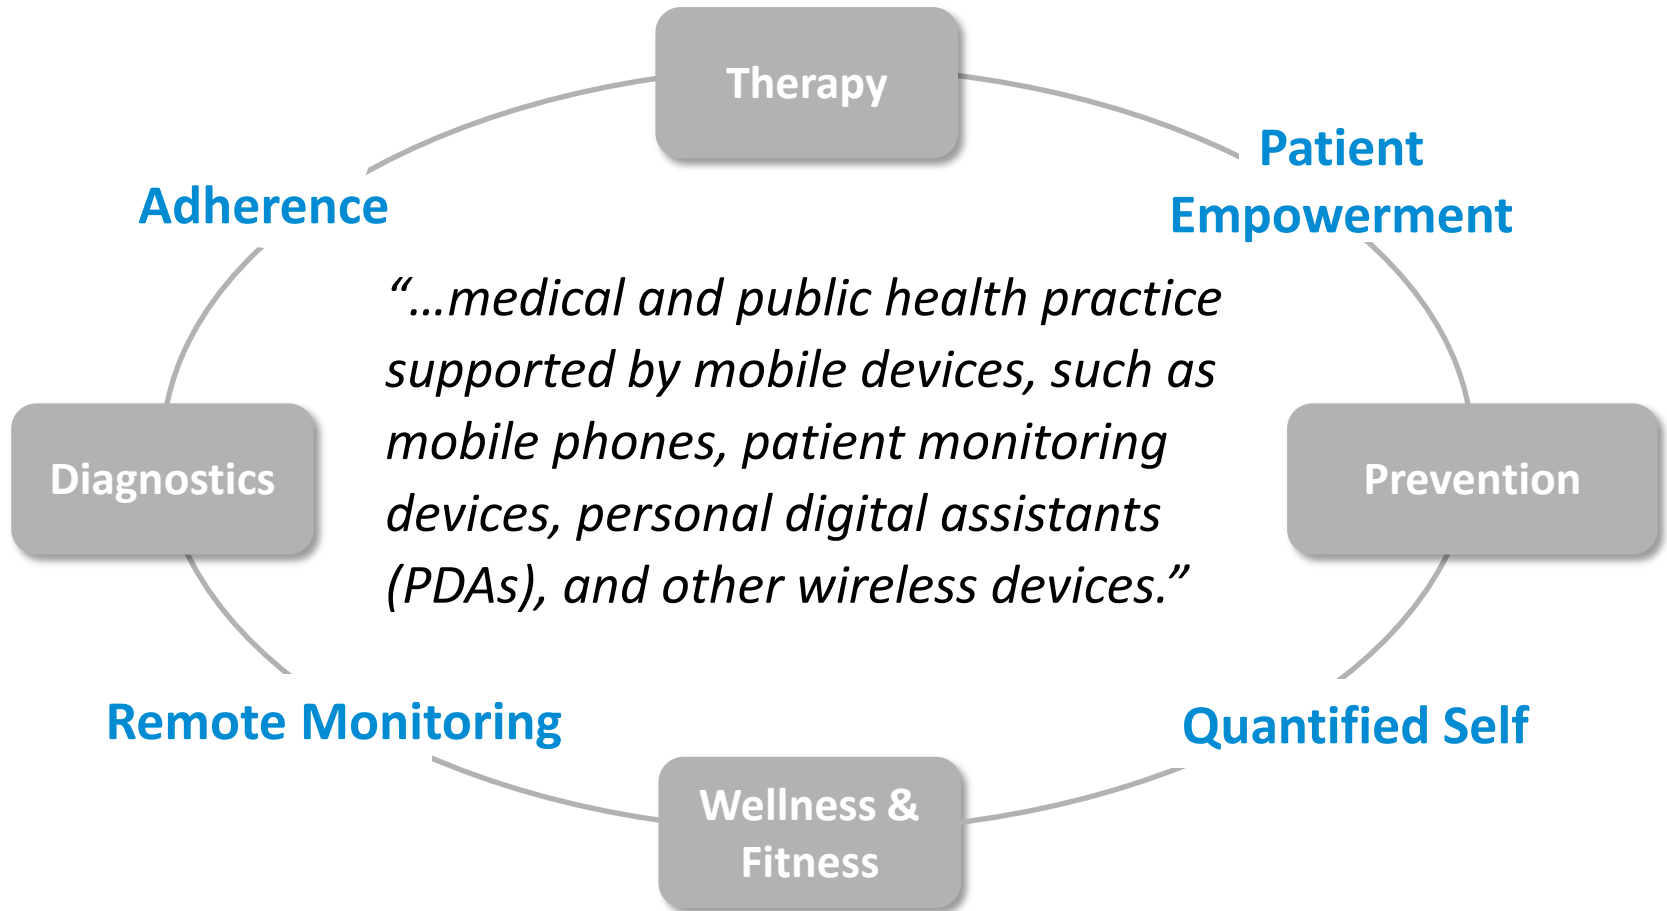 Therapy
Patient
Empowerment
Adherence
“…medical and public health practice
supported by mobile devices, such as
mobile phones, patient monitoring
devices, personal digital assistants
(PDAs), and other wireless devices.”
Diagnostics
Prevention
Remote Monitoring
Quantified Self
Wellness &
Fitness